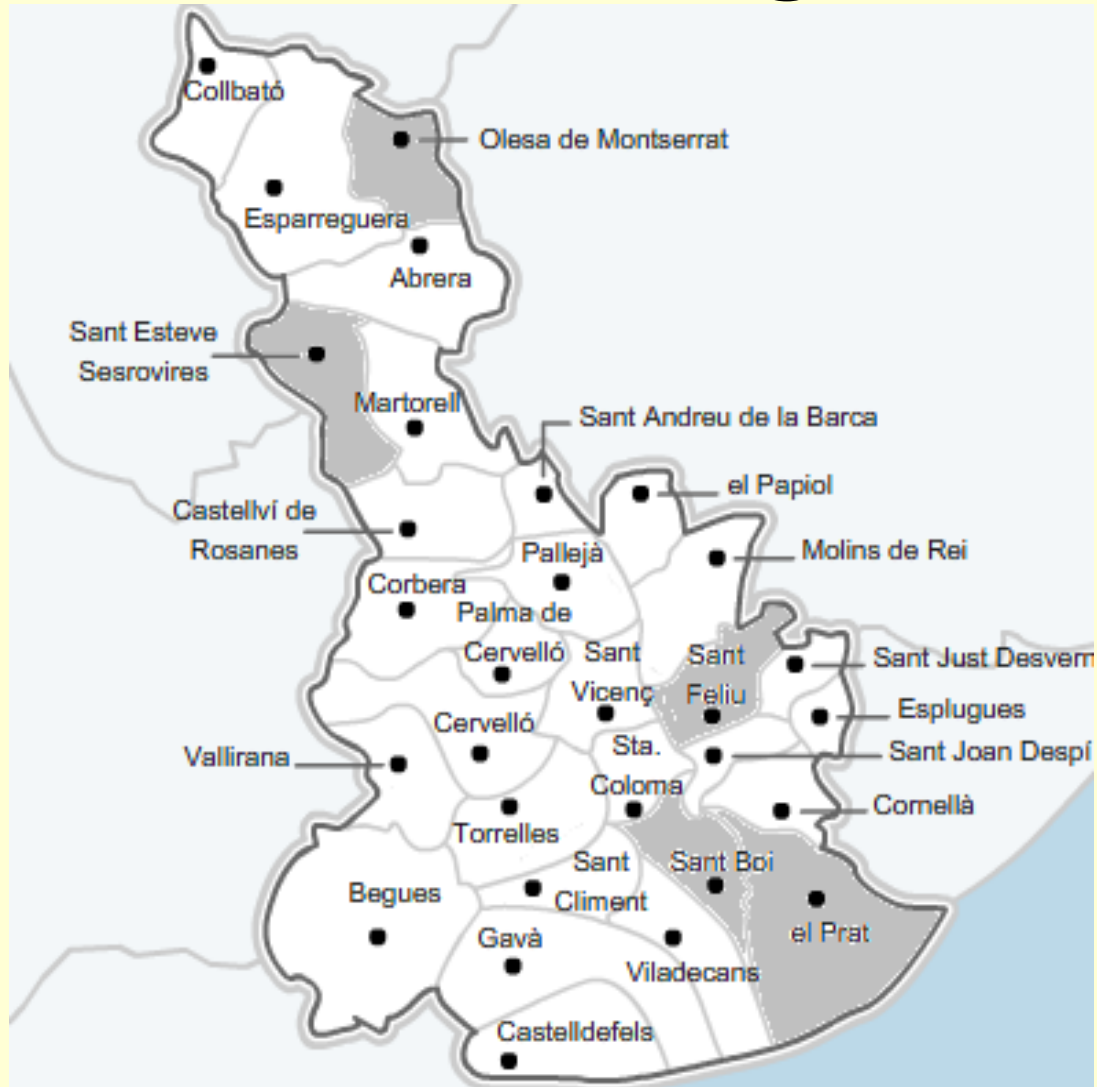 Collbató
Olesa de Montserrat
Esparreguera
Abrera
Sant Esteve
Sesrovires
Martorell
Sant Andreu de la Barca
el Papiol
Castellví de
Rosanes
Pallejà
Molins de Rei
Corbera
Palma de
Cervelló
Sant
Vicenç
Sant
Feliu
Sant Just Desvern
Esplugues
Cervelló
Sta.
Coloma
Sant Joan Despí
Vallirana
Cornellà
Torrelles
Sant
Climent
Sant Boi
Begues
el Prat
Gavà
Viladecans
Castelldefels